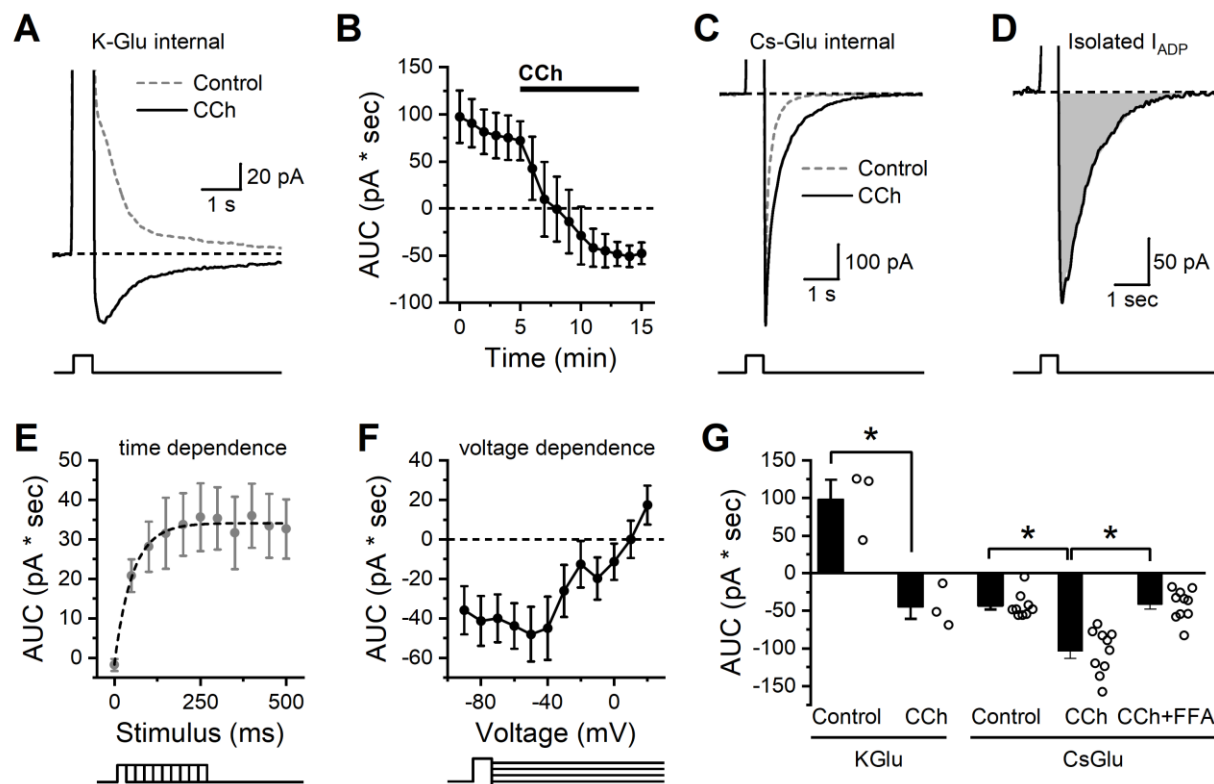 A
K-Glu internal
Control
CCh
20 pA
1 s
B
AUC (pA * sec)
150
100
50
0
-50
-100
CCh
0 5 10 15
Time (min)
C
Cs-Glu internal
Control
CCh
100 pA
1 s
D
Isolated I_ADP
50 pA
1 sec
E
time dependence
AUC (pA * sec)
50
40
30
20
10
0
0 250 500
Stimulus (ms)
F
voltage dependence
AUC (pA * sec)
40
20
0
-20
-40
-60
-80 -40 0
Voltage (mV)
G
AUC (pA * sec)
150
100
50
0
-50
-100
-150
* * *
Control CCh Control CCh CCh+FFA
KGlu CsGlu